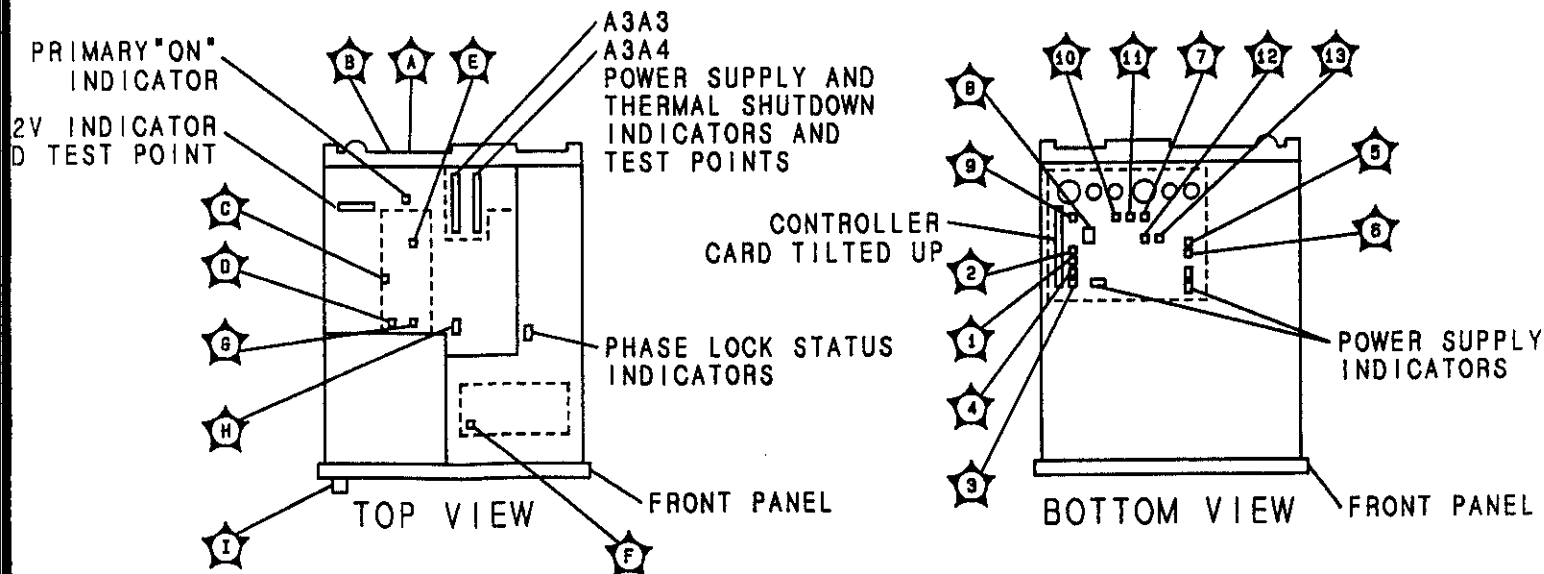 PRIMARY "ON"
INDICATOR
2V INDICATOR
D TEST POINT
B
A
E
A3A3
A3A4
POWER SUPPLY AND
THERMAL SHUTDOWN
INDICATORS AND
TEST POINTS
C
D
G
H
I
F
PHASE LOCK STATUS
INDICATORS
FRONT PANEL
TOP VIEW
8
10
11
7
12
13
9
5
6
CONTROLLER
CARD TILTED UP
2
1
4
3
POWER SUPPLY
INDICATORS
FRONT PANEL
BOTTOM VIEW